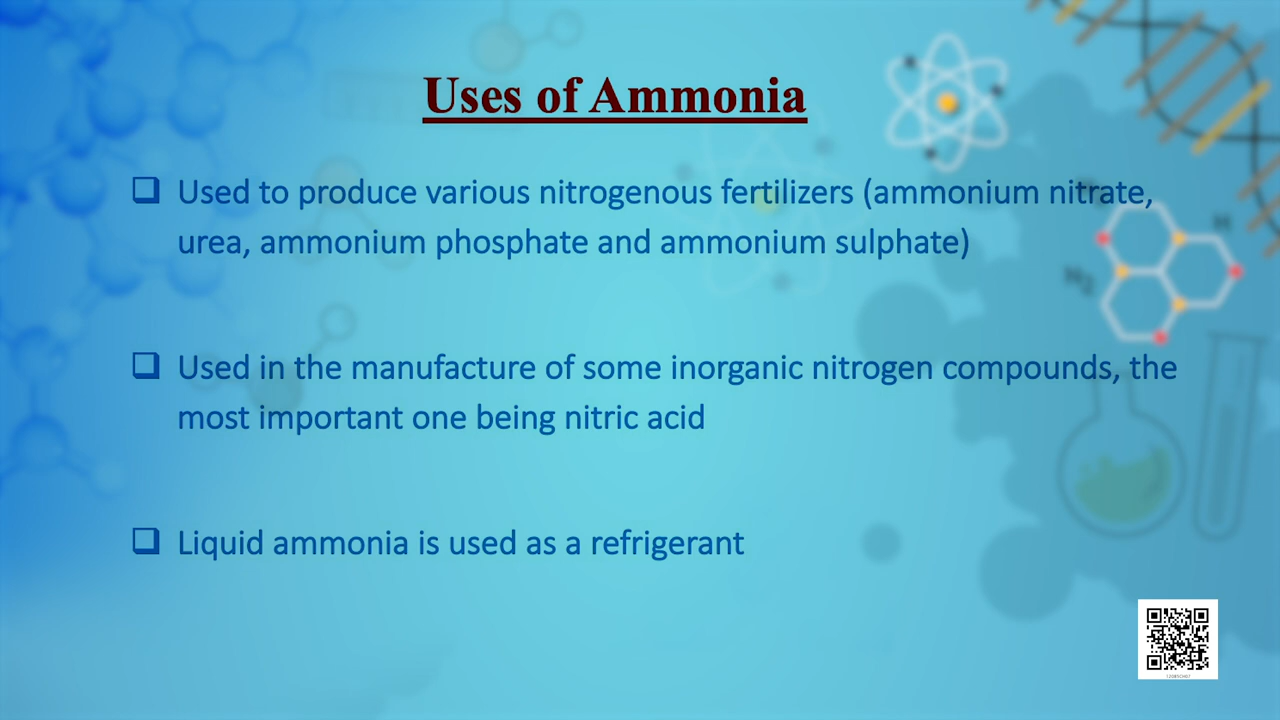 Uses of Ammonia
❑ Used to produce various nitrogenous fertilizers (ammonium nitrate,
urea, ammonium phosphate and ammonium sulphate)
❑ Used in the manufacture of some inorganic nitrogen compounds, the
most important one being nitric acid
❑ Liquid ammonia is used as a refrigerant
H
H₂